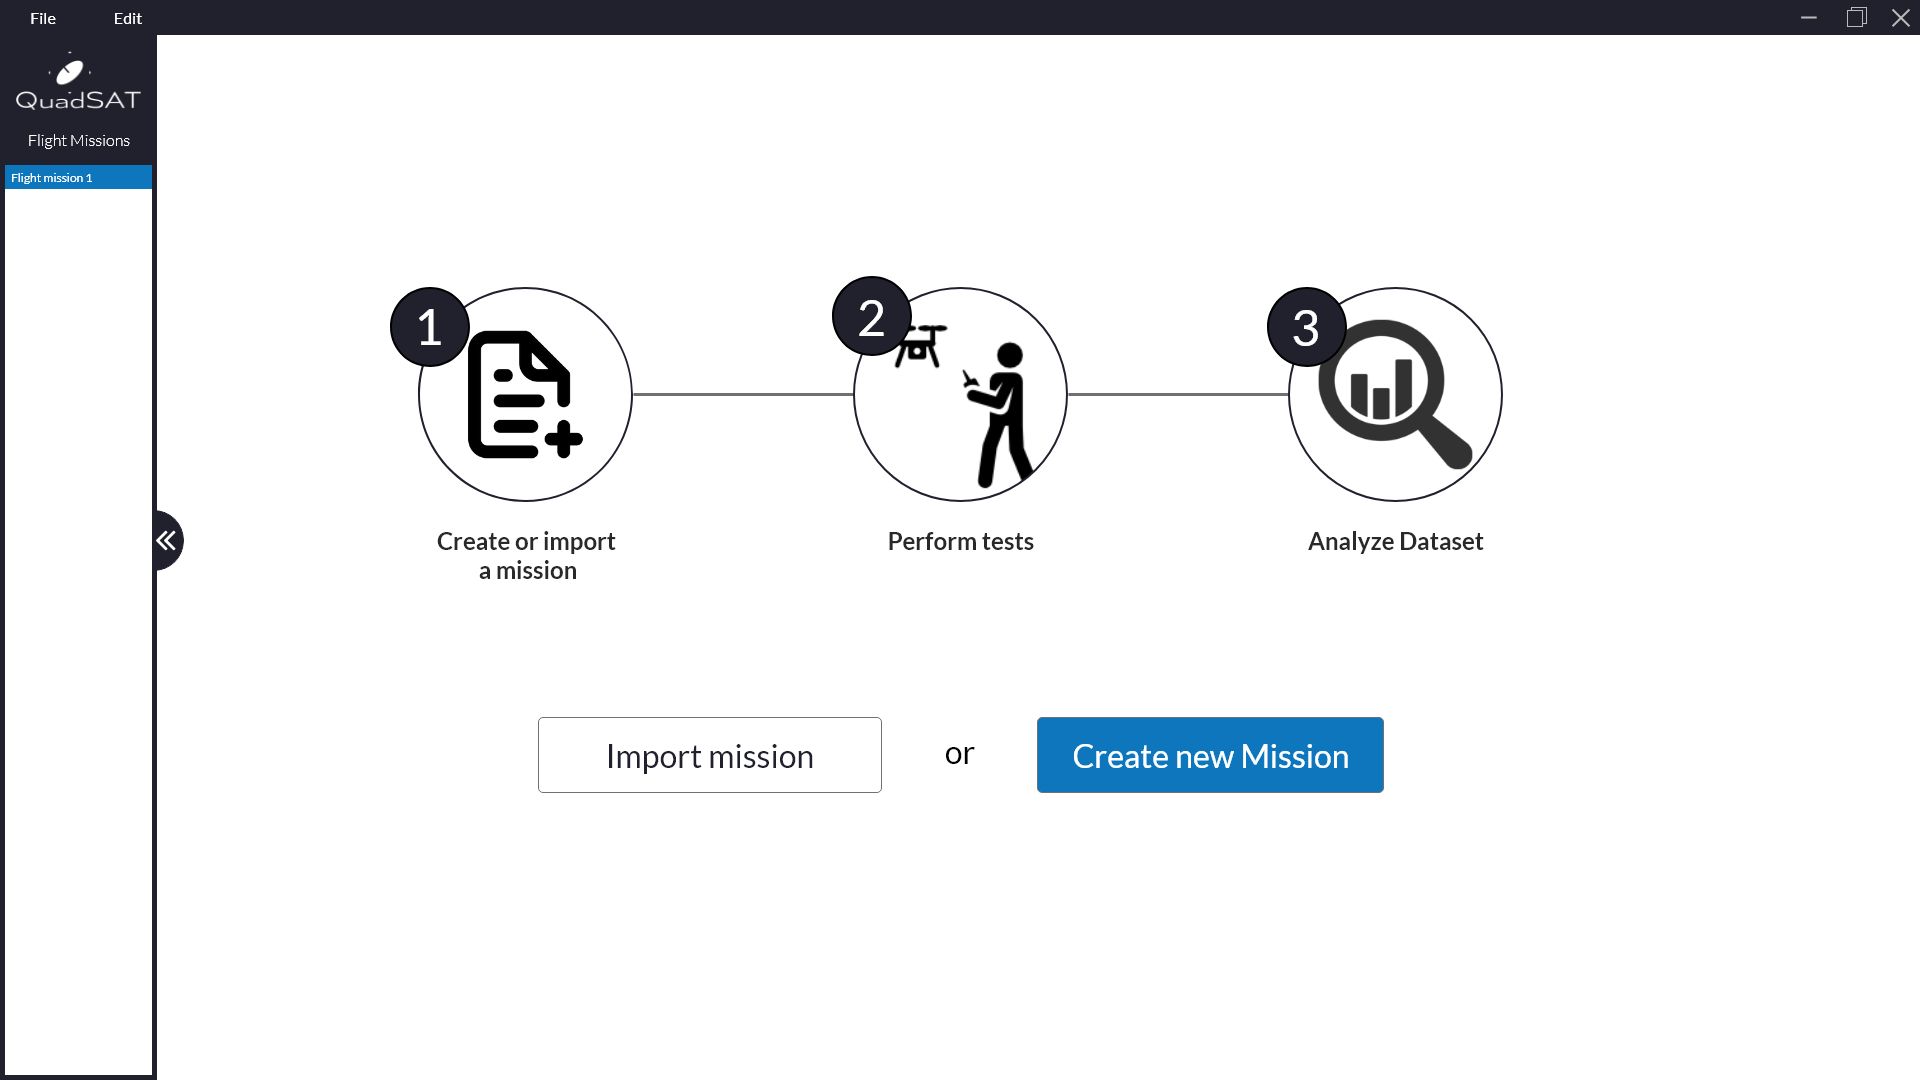 File
Edit
QuadSAT
Flight Missions
Flight mission 1
1
2
3
Create or import
a mission
Perform tests
Analyze Dataset
Import mission
or
Create new Mission